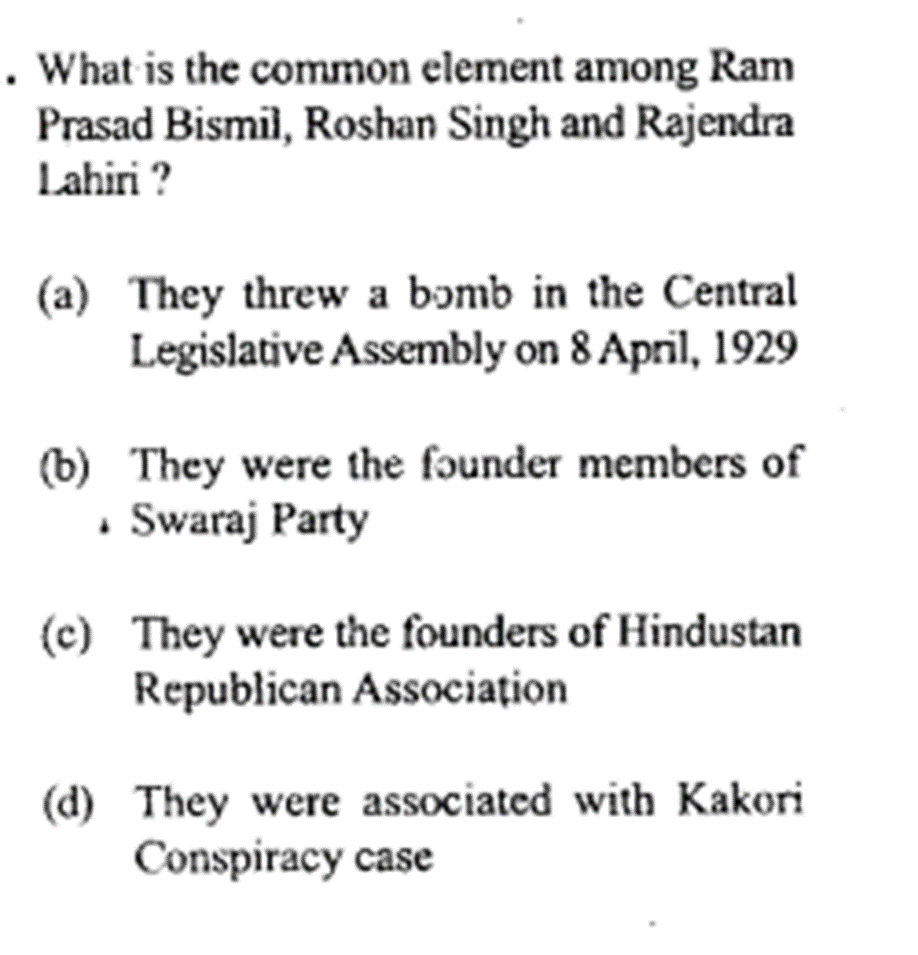 . What is the common element among Ram
Prasad Bismil, Roshan Singh and Rajendra
Lahiri ?
(a) They threw a bomb in the Central
Legislative Assembly on 8 April, 1929
(b) They were the founder members of
Swaraj Party
(c) They were the founders of Hindustan
Republican Association
(d) They were associated with Kakori
Conspiracy case